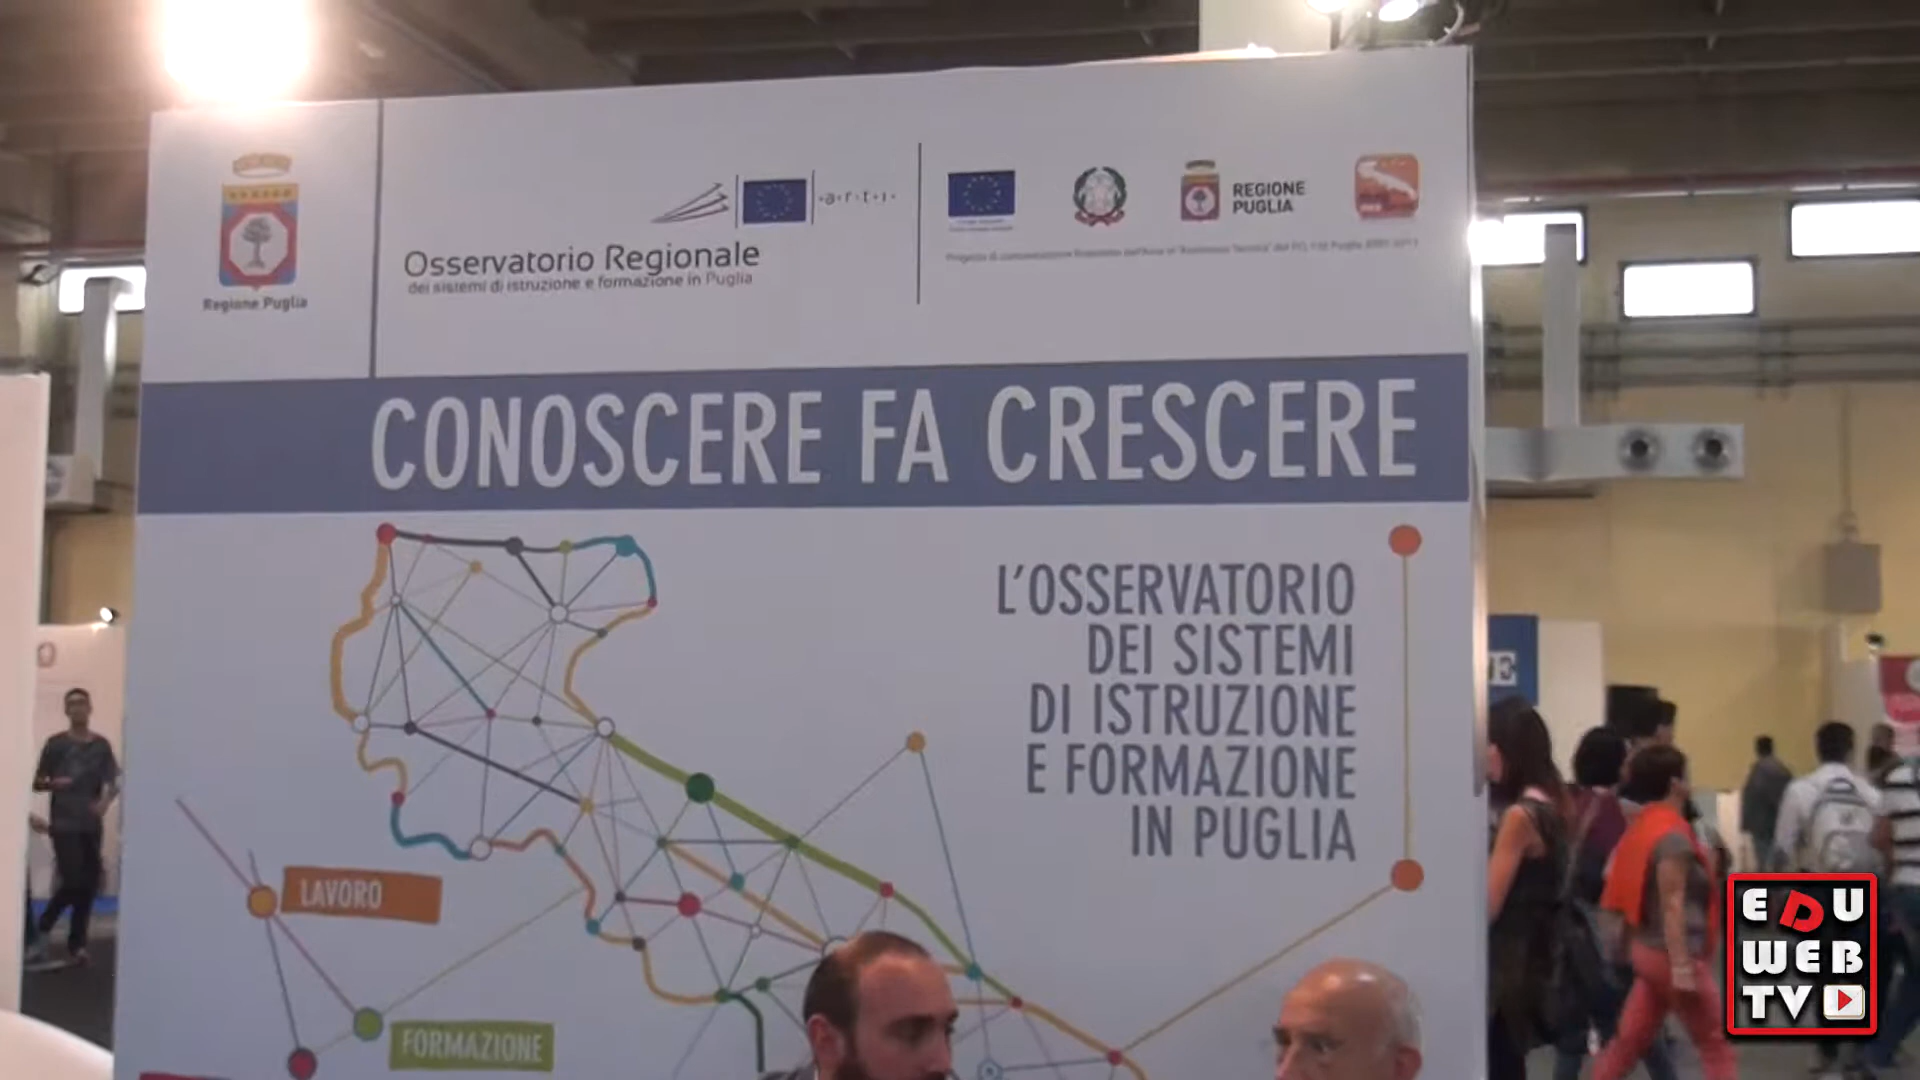 Regione Puglia
Osservatorio Regionale
dei sistemi di istruzione e formazione in Puglia
·a·r·t·i·
REGIONE
PUGLIA
CONOSCERE FA CRESCERE
L'OSSERVATORIO
DEI SISTEMI
DI ISTRUZIONE
E FORMAZIONE
IN PUGLIA
LAVORO
FORMAZIONE
EDU
WEB
TV